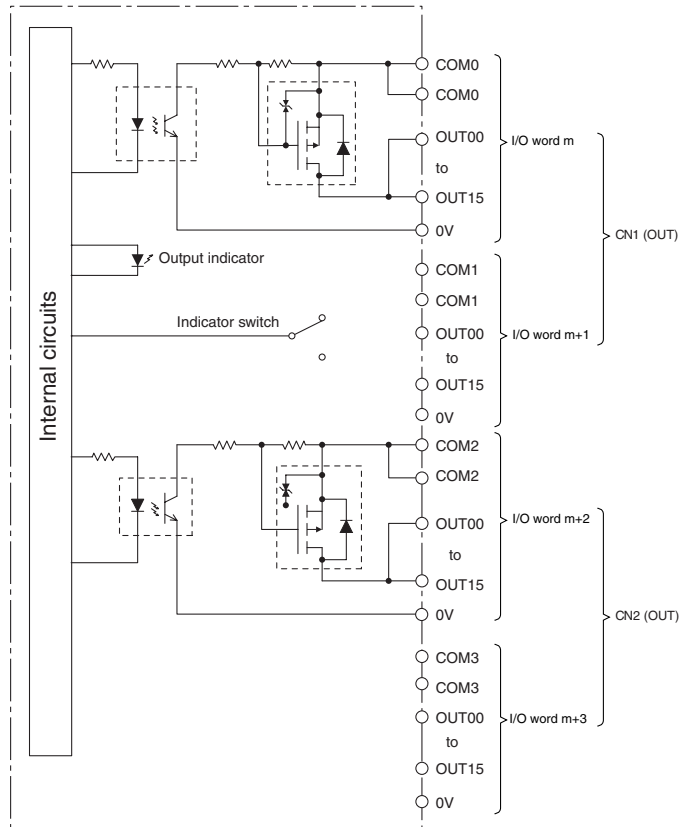 COM0
COM0
OUT00
I/O word m
to
OUT15
0V
CN1 (OUT)
Output indicator
COM1
COM1
Indicator switch
OUT00
I/O word m+1
to
OUT15
0V
Internal circuits
COM2
COM2
OUT00
I/O word m+2
to
OUT15
0V
CN2 (OUT)
COM3
COM3
OUT00
I/O word m+3
to
OUT15
0V